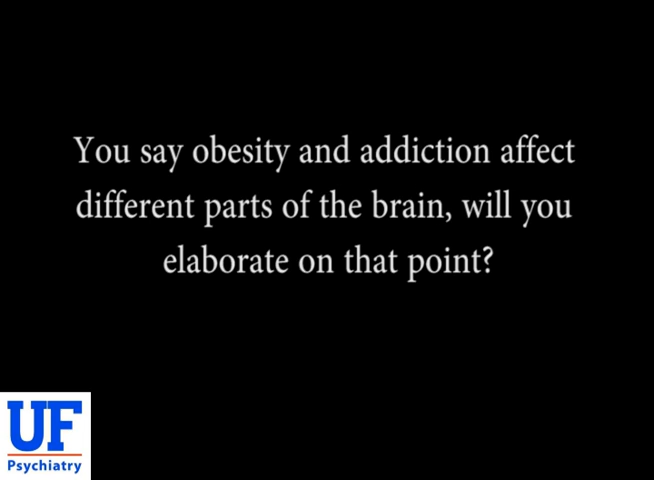 You say obesity and addiction affect
different parts of the brain, will you
elaborate on that point?
UF
Psychiatry